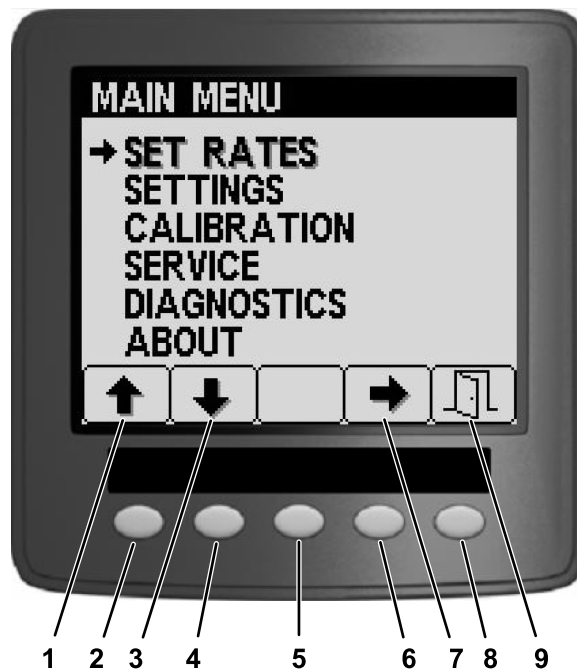 MAIN MENU
SET RATES
SETTINGS
CALIBRATION
SERVICE
DIAGNOSTICS
ABOUT
1 2 3 4 5 6 7 8 9